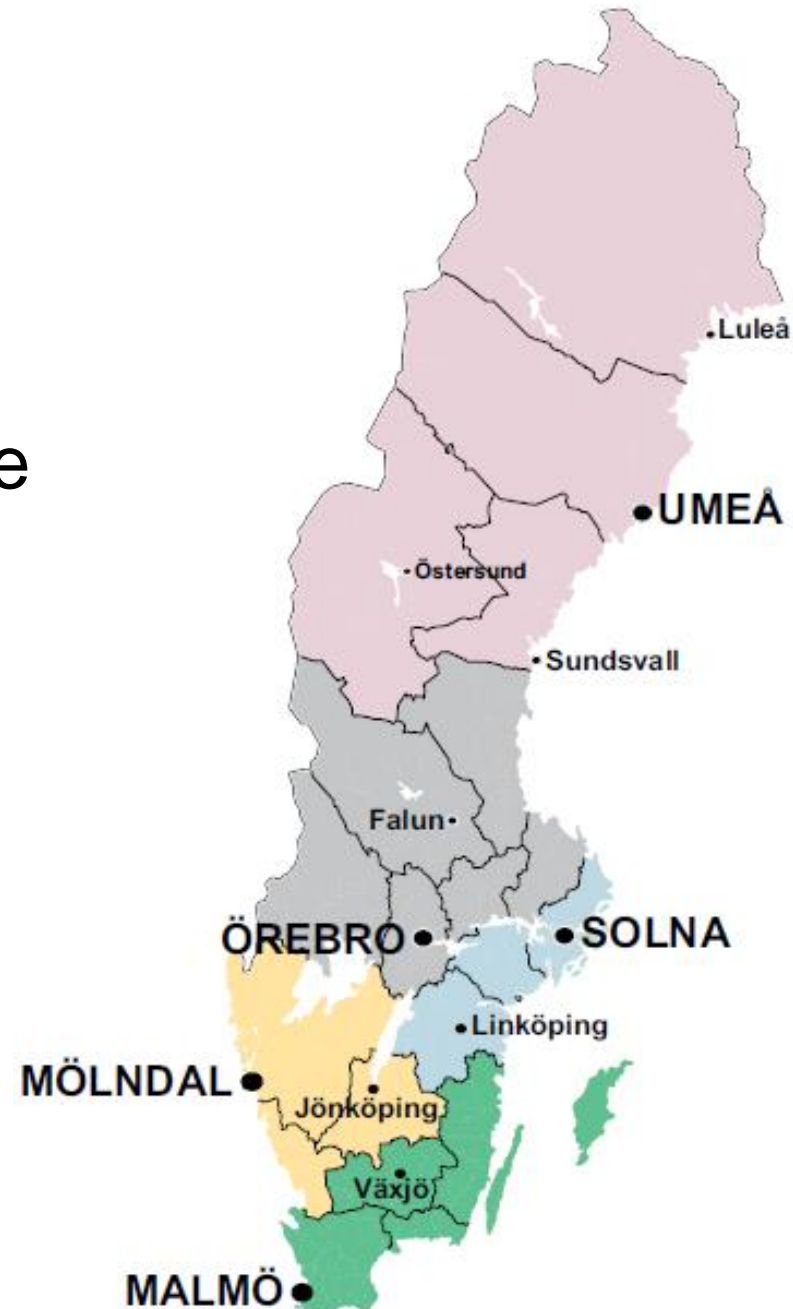 Luleå
e
UMEÅ
Östersund
Sundsvall
Falun
ÖREBRO
SOLNA
Linköping
MÖLNDAL
Jönköping
Växjö
MALMÖ